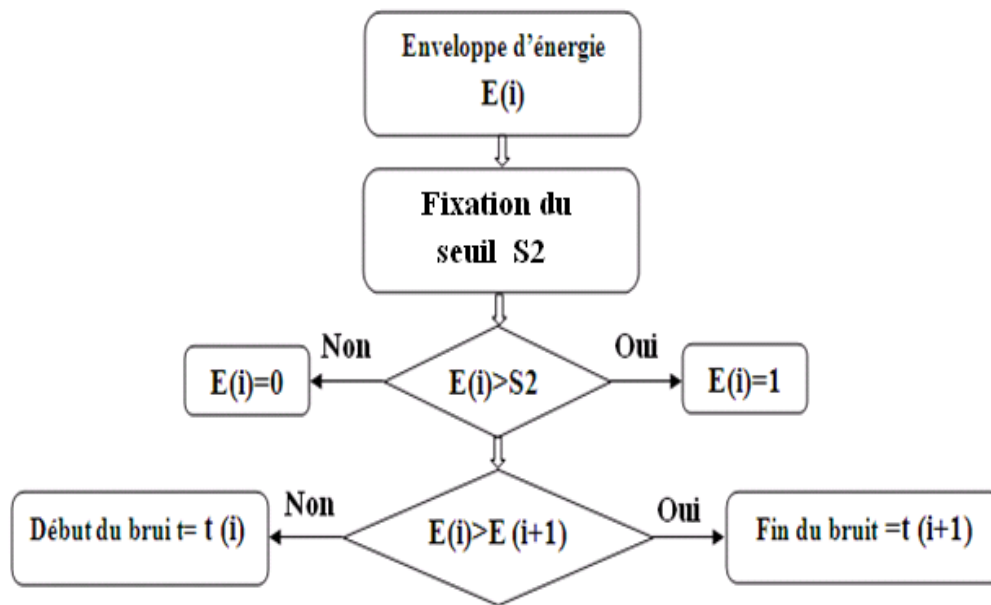 Enveloppe d'énergie
E(i)
Fixation du
seuil S2
Non
Oui
E(i)=0
E(i)>S2
E(i)=1
Non
Oui
Début du brui t= t (i)
E(i)>E (i+1)
Fin du bruit =t (i+1)